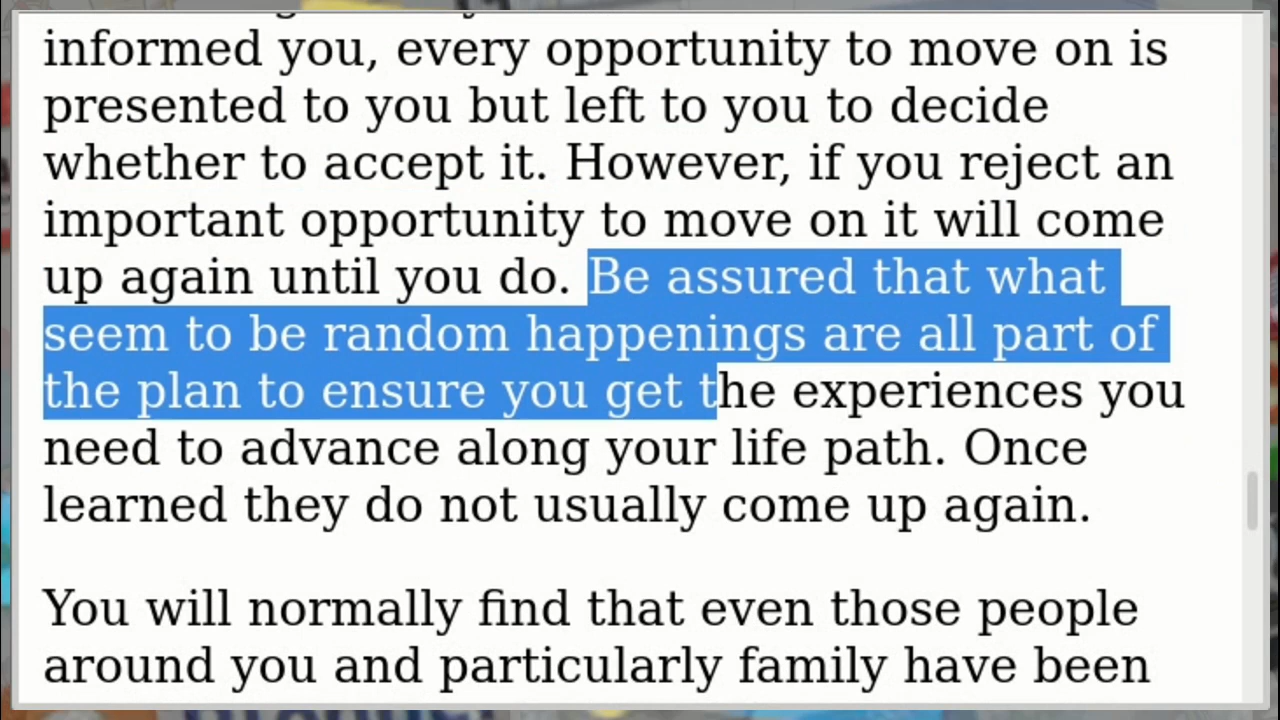 informed you, every opportunity to move on is
presented to you but left to you to decide
whether to accept it. However, if you reject an
important opportunity to move on it will come
up again until you do. Be assured that what
seem to be random happenings are all part of
the plan to ensure you get the experiences you
need to advance along your life path. Once
learned they do not usually come up again.
You will normally find that even those people
around you and particularly family have been